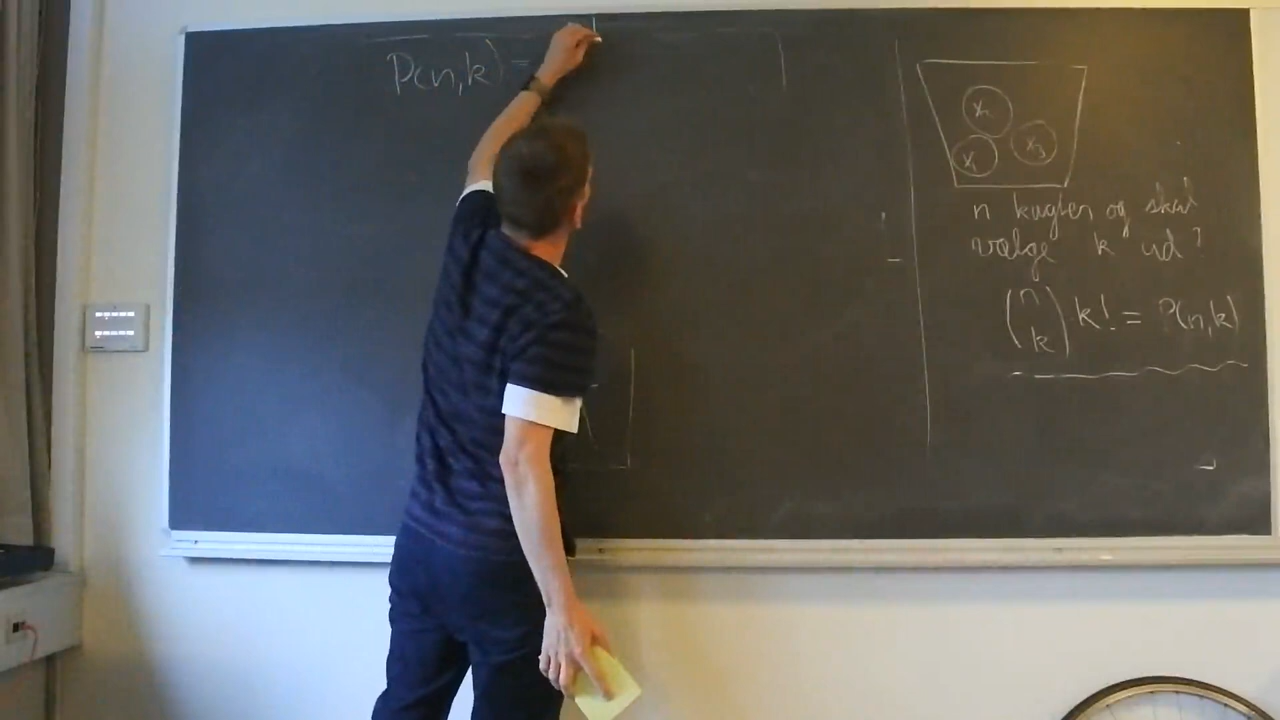 P(n,k) =
x₂
x₁ x₃
n kugler og skal
vælge k ud?
(n k) k! = P(n,k)